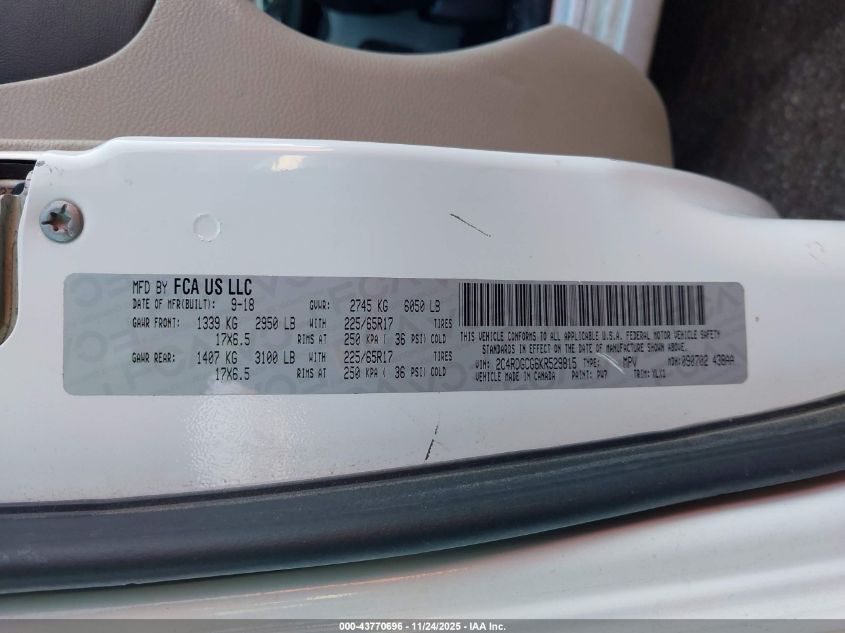 MFD BY FCA US LLC
DATE OF MFR(BUILT): 9-18 GVWR: 2745 KG 6050 LB
GAWR FRONT: 1339 KG 2950 LB WITH 225/65R17 TIRES
17X6.5 RIMS AT 250 KPA ( 36 PSI) COLD
GAWR REAR: 1407 KG 3100 LB WITH 225/65R17 TIRES
17X6.5 RIMS AT 250 KPA ( 36 PSI) COLD
THIS VEHICLE CONFORMS TO ALL APPLICABLE U.S.A. FEDERAL MOTOR VEHICLE SAFETY
STANDARDS IN EFFECT ON THE DATE OF MANUFACTURE SHOWN ABOVE.
VIN: 2C4RDGCG6KR529815 TYPE: MPV MDH: 090702 438AA
VEHICLE MADE IN CANADA PAINT: PW7 TRIM:
000-43770696 - 11/24/2025 - IAA Inc.